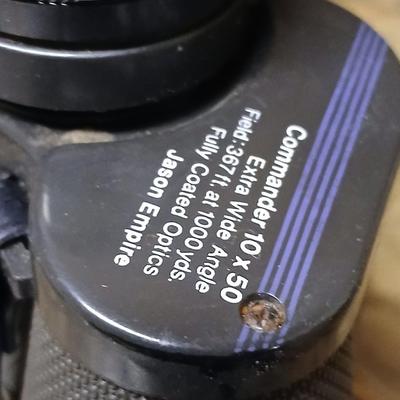 Commander 10 x 50
Extra Wide Angle
Field:367ft. at 1000yds.
Fully Coated Optics
Jason Empire